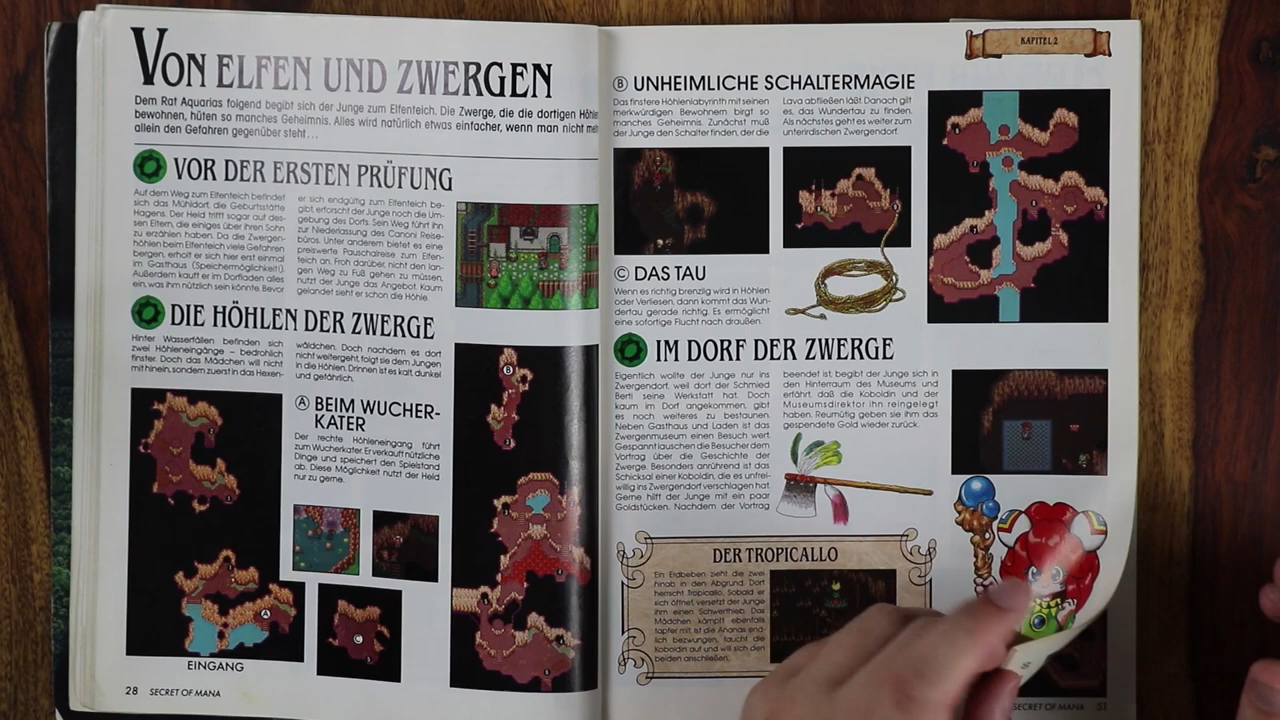 VON ELFEN UND ZWERGEN
Dem Rat Aquarias folgend begibt sich der Junge zum Elfenteich. Die Zwerge, die die dortigen
bewohnen, hüten so manches Geheimnis. Alles wird natürlich etwas einfacher, wenn man nicht
allein den Gefahren gegenüber steht...
VOR DER ERSTEN PRÜFUNG
Auf dem Weg zum Elfenteich befindet
sich das Mühldorf, die Geburtsstätte
Hagens. Der Held trifft sogar auf des-
sen Eltern, die einiges über ihren Sohn
zu erzählen haben. Da die Zwergen-
höhlen beim Elfenteich viele Gefahren
bergen, erholt er sich hier erst einmal
im Gasthaus (Speichermöglichkeit!).
Außerdem kauft er im Dorfladen alles
ein, was ihm nützlich sein könnte. Bevor
er sich endgültig zum Elfenteich be-
gibt, erforscht der Junge noch die Um-
gebung des Dorfs. Sein Weg führt ihn
zur Niederlassung des Canoni Reise-
büros. Unter anderem bietet es eine
preiswerte Pauschalreise zum Elfen-
teich an. Froh darüber, nicht den lan-
gen Weg zu Fuß gehen zu müssen,
nutzt der Junge das Angebot. Kaum
gelandet sieht er schon die Höhle.
DIE HÖHLEN DER ZWERGE
Hinter Wasserfällen befinden sich
zwei Höhleneingänge – bedrohlich
finster. Doch das Mädchen will nicht
mit hinein, sondern zuerst in das Hexen-
wäldchen. Doch nachdem es dort
nicht weitergeht, folgt sie dem Jungen
in die Höhlen. Drinnen ist es kalt, dunkel
und gefährlich.
A BEIM WUCHER-
KATER
Der rechte Höhleneingang führt
zum Wucherkater. Er verkauft nützliche
Dinge und speichert den Spielstand
ab. Diese Möglichkeit nutzt der Held
nur zu gerne.
B
A
C
EINGANG
28 SECRET OF MANA
KAPITEL 2
B UNHEIMLICHE SCHALTERMAGIE
Das finstere Höhlenlabyrinth mit seinen
merkwürdigen Bewohnern birgt so
manches Geheimnis. Zunächst muß
der Junge den Schalter finden, der die
Lava abfließen läßt. Danach gilt
es, das Wundertau zu finden.
Als nächstes geht es weiter zum
unterirdischen Zwergendorf.
C DAS TAU
Wenn es richtig brenzlig wird in Höhlen
oder Verliesen, dann kommt das Wun-
dertau gerade richtig. Es ermöglicht
eine sofortige Flucht nach draußen.
IM DORF DER ZWERGE
Eigentlich wollte der Junge nur ins
Zwergendorf, weil dort der Schmied
Berti seine Werkstatt hat. Doch
kaum im Dorf angekommen, gibt
es noch weiteres zu bestaunen.
Neben Gasthaus und Laden ist das
Zwergenmuseum einen Besuch wert.
Gespannt lauschen die Besucher dem
Vortrag über die Geschichte der
Zwerge. Besonders anrührend ist das
Schicksal einer Koboldin, die es unfrei-
willig ins Zwergendorf verschlagen hat.
Gerne hilft der Junge mit ein paar
Goldstücken. Nachdem der Vortrag
beendet ist, begibt der Junge sich in
den Hinterraum des Museums und
erfährt, daß die Koboldin und der
Museumsdirektor ihn reingelegt
haben. Reumütig geben sie ihm das
gespendete Gold wieder zurück.
DER TROPICALLO
Ein Erdbeben zieht die zwei
hinab in den Abgrund. Dort
herrscht Tropicallo. Sobald er
sich öffnet, versetzt der Junge
ihm einen Schwerthieb. Das
Mädchen kämpft ebenfalls
tapfer mit. Ist die Ananas end-
lich bezwungen, taucht die
Koboldin auf und will sich den
beiden anschließen.
SECRET OF MANA 51